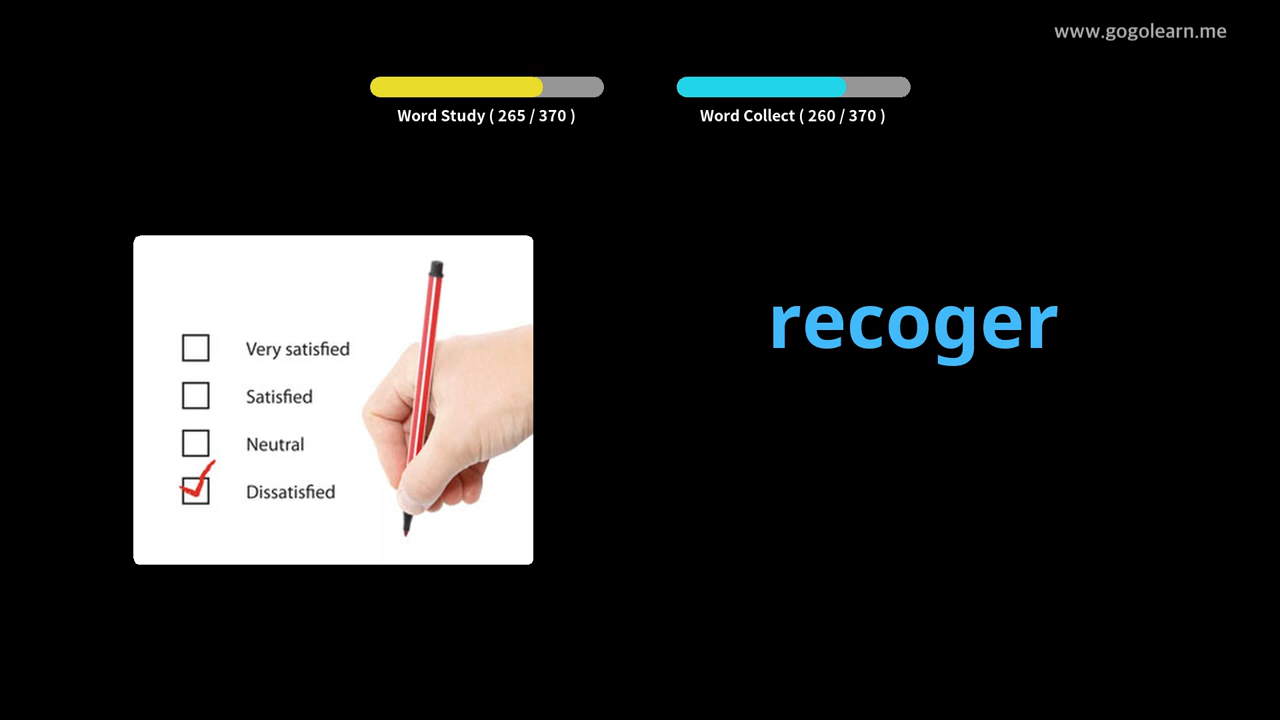 www.gogolearn.me
Word Study ( 265 / 370 )
Word Collect ( 260 / 370 )
Very satisfied
Satisfied
Neutral
Dissatisfied
recoger